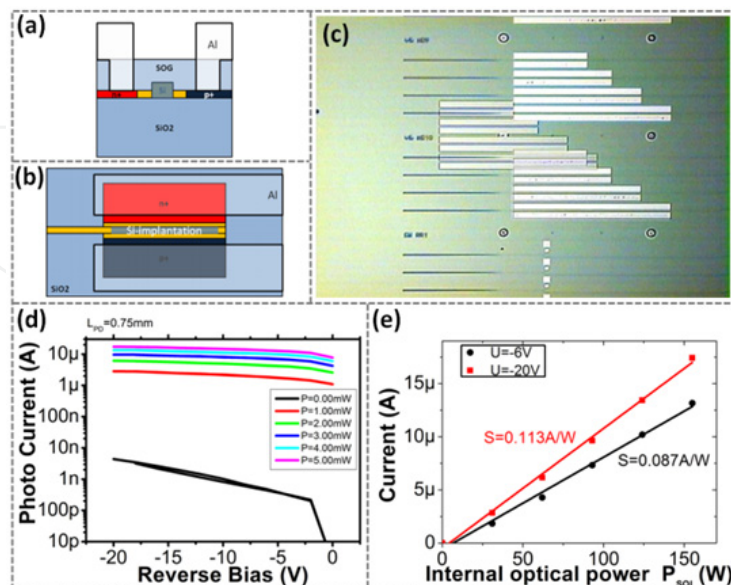 (a)
Al
SOG
Si
p+
SiO2
(b)
Al
n+
Si-Implantation
p+
SiO2
(c)
(d)
L_PD=0.75mm
Photo Current (A)
10µ
1µ
100n
10n
1n
100p
10p
P=0.00mW
P=1.00mW
P=2.00mW
P=3.00mW
P=4.00mW
P=5.00mW
-20 -15 -10 -5 0
Reverse Bias (V)
(e)
U=-6V
U=-20V
Current (A)
15µ
10µ
5µ
0
S=0.113A/W
S=0.087A/W
0 50 100 150
Internal optical power P_SOI (W)